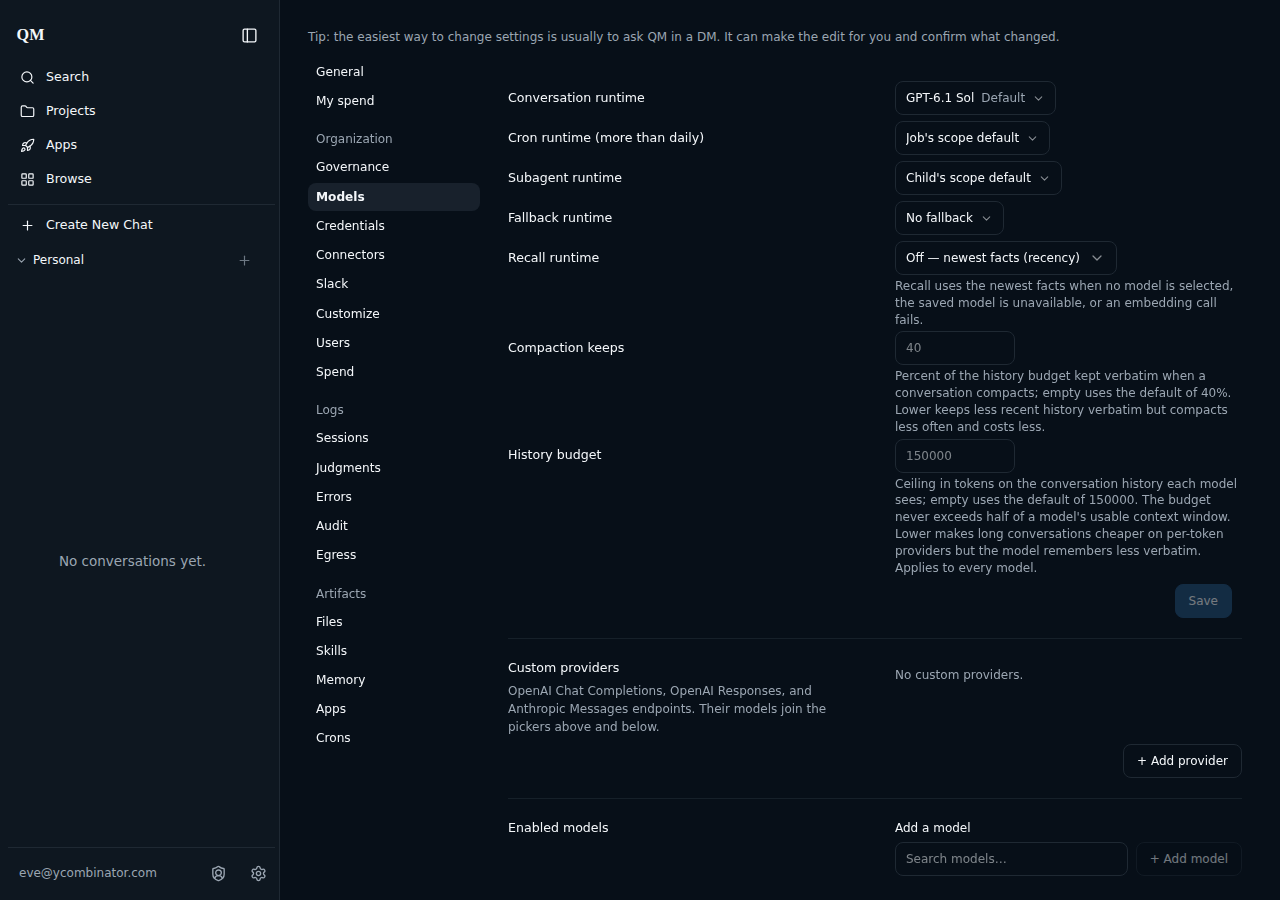 QM
Search
Projects
Apps
Browse
Create New Chat
Personal
No conversations yet.
eve@ycombinator.com
Tip: the easiest way to change settings is usually to ask QM in a DM. It can make the edit for you and confirm what changed.
General
My spend
Organization
Governance
Models
Credentials
Connectors
Slack
Customize
Users
Spend
Logs
Sessions
Judgments
Errors
Audit
Egress
Artifacts
Files
Skills
Memory
Apps
Crons
Conversation runtime
GPT-6.1 Sol Default
Cron runtime (more than daily)
Job's scope default
Subagent runtime
Child's scope default
Fallback runtime
No fallback
Recall runtime
Off — newest facts (recency)
Recall uses the newest facts when no model is selected,
the saved model is unavailable, or an embedding call
fails.
Compaction keeps
40
Percent of the history budget kept verbatim when a
conversation compacts; empty uses the default of 40%.
Lower keeps less recent history verbatim but compacts
less often and costs less.
History budget
150000
Ceiling in tokens on the conversation history each model
sees; empty uses the default of 150000. The budget
never exceeds half of a model's usable context window.
Lower makes long conversations cheaper on per-token
providers but the model remembers less verbatim.
Applies to every model.
Save
Custom providers
OpenAI Chat Completions, OpenAI Responses, and
Anthropic Messages endpoints. Their models join the
pickers above and below.
No custom providers.
+ Add provider
Enabled models
Add a model
Search models...
+ Add model